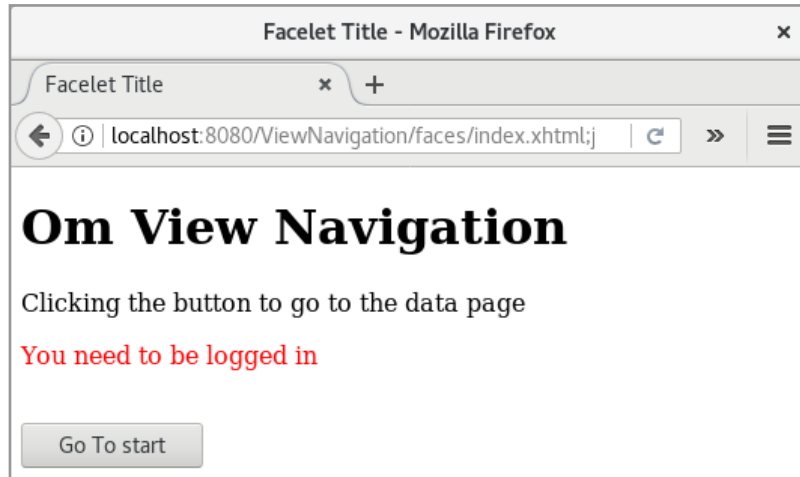 Facelet Title - Mozilla Firefox
Facelet Title
localhost:8080/ViewNavigation/faces/index.xhtml;j
Om View Navigation
Clicking the button to go to the data page
You need to be logged in
Go To start